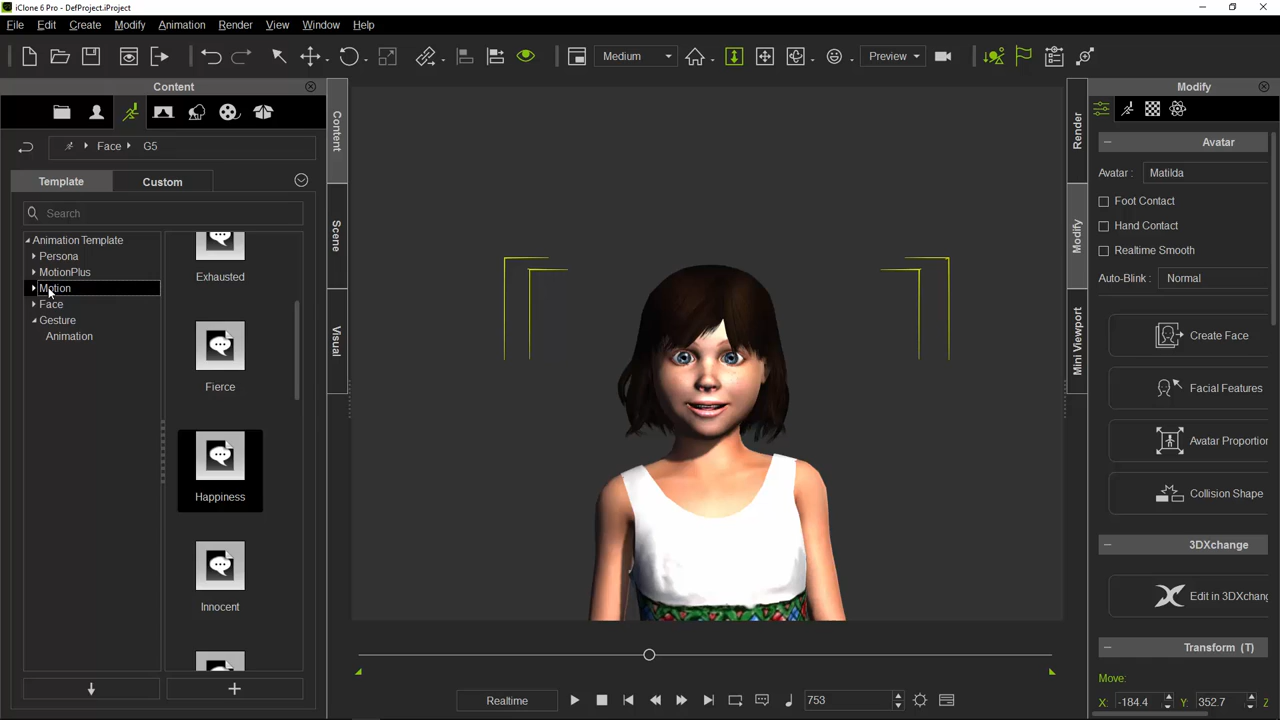 iClone 6 Pro - DefProject.iProject
File Edit Create Modify Animation Render View Window Help
Medium
Preview
Content
Face G5
Template Custom
Search
Animation Template
Persona
MotionPlus
Motion
Face
Gesture
Animation
Exhausted
Fierce
Happiness
Innocent
Content
Scene
Visual
Render
Modify
Mini Viewport
Modify
Avatar
Avatar : Matilda
Foot Contact
Hand Contact
Realtime Smooth
Auto-Blink : Normal
Create Face
Facial Features
Avatar Proportion
Collision Shape
3DXchange
Edit in 3DXchang
Transform (T)
Move:
X: -184.4 Y: 352.7 Z
Realtime
753